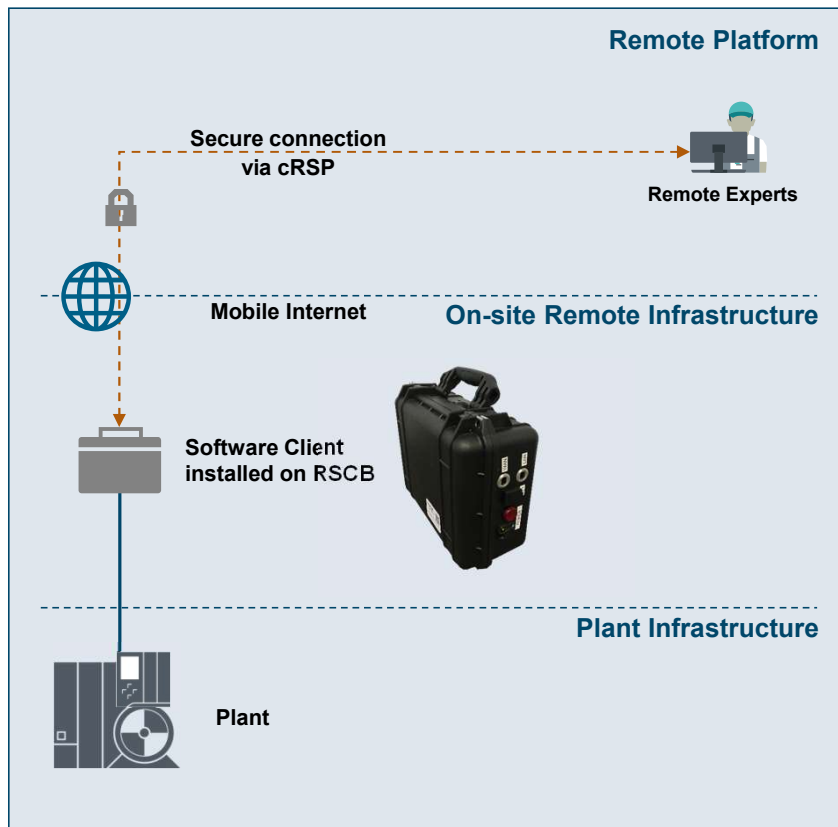 Remote Platform
Secure connection
via cRSP
Remote Experts
Mobile Internet
On-site Remote Infrastructure
Software Client
installed on RSCB
Plant Infrastructure
Plant